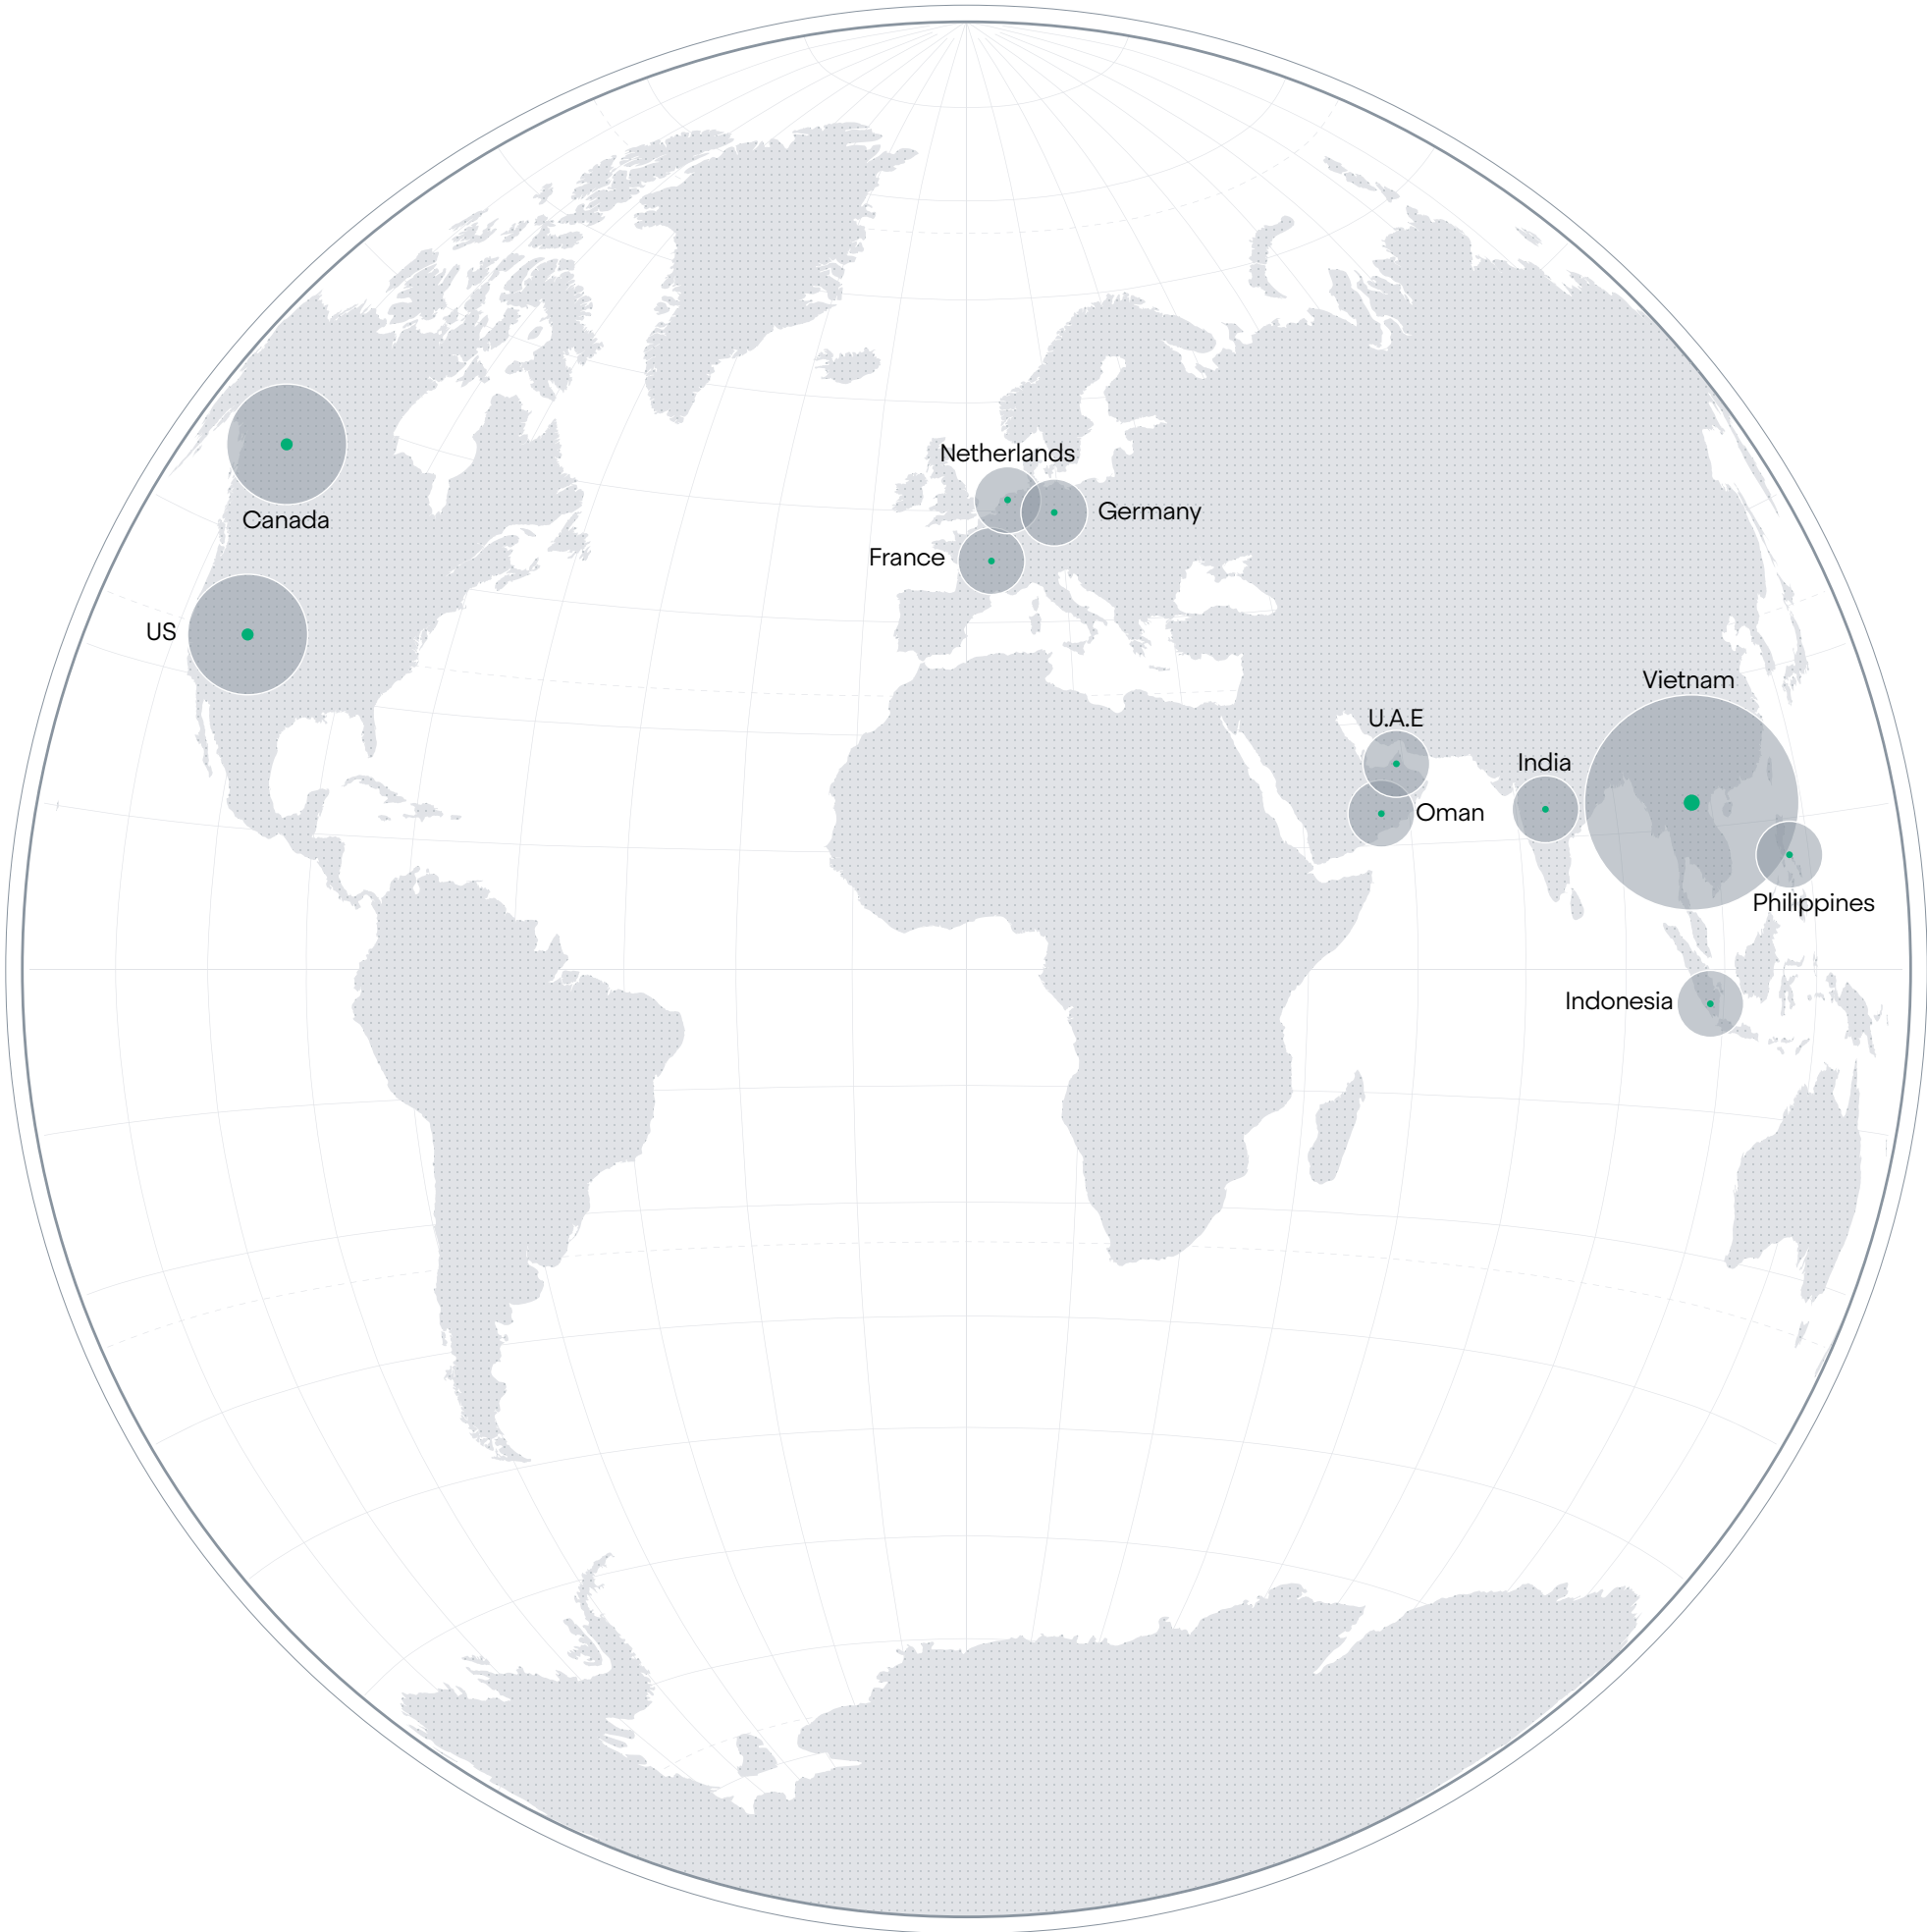 Netherlands
Germany
Canada
France
US
Vietnam
U.A.E
India
Oman
Philippines
Indonesia